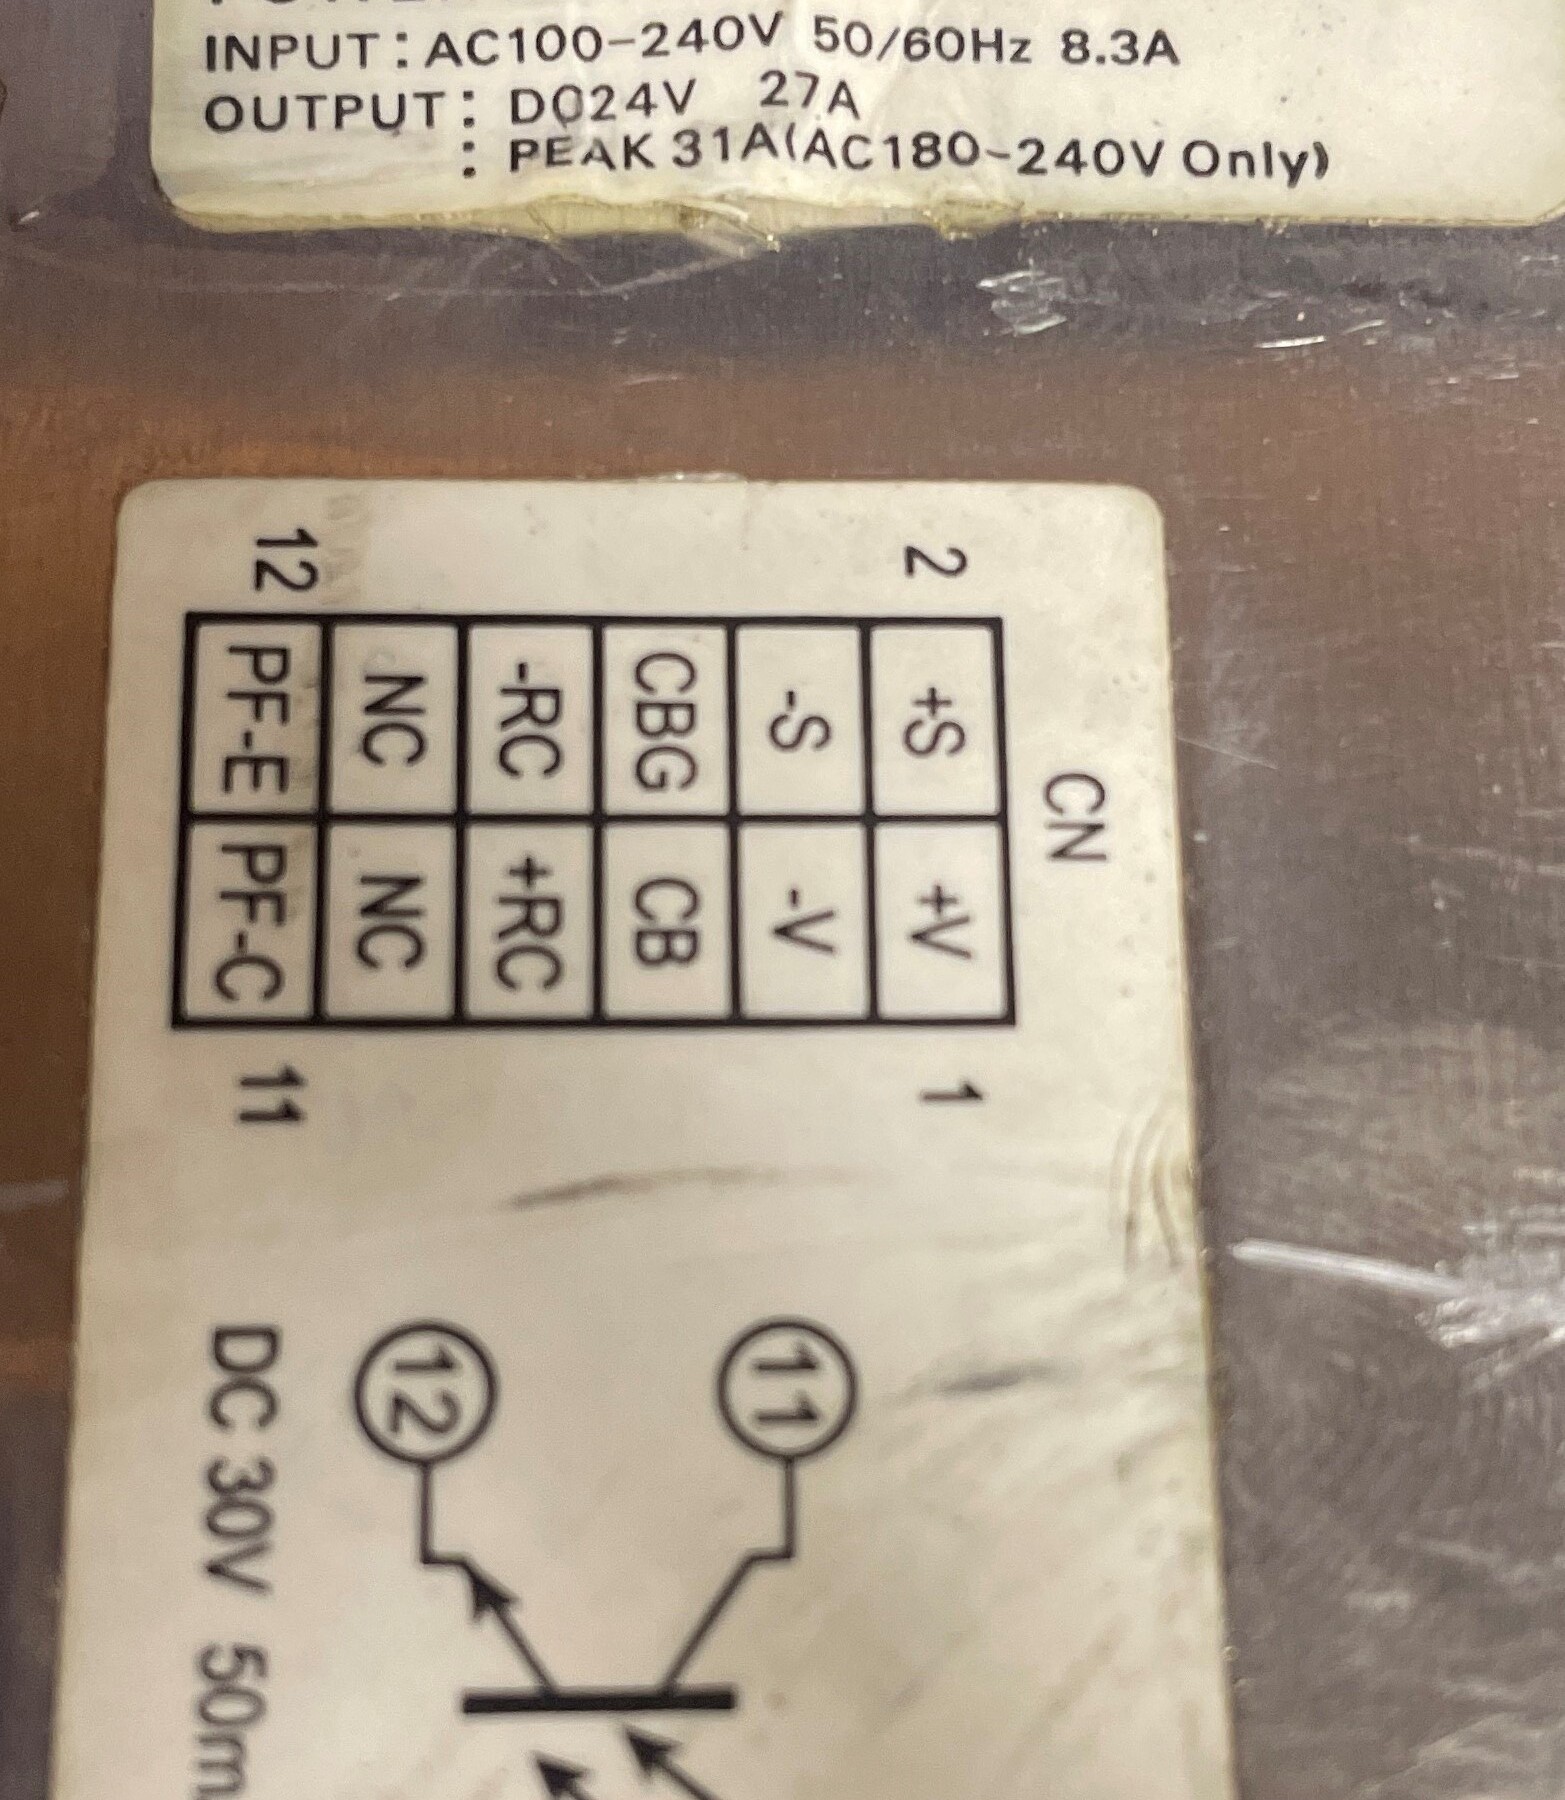 INPUT: AC100-240V 50/60Hz 8.3A
OUTPUT: DC24V 27A
: PEAK 31A(AC180-240V Only)
CN
2 +S +V 1
-S -V
CBG CB
-RC +RC
NC NC
12 PF-E PF-C 11
11
12
DC 30V 50m